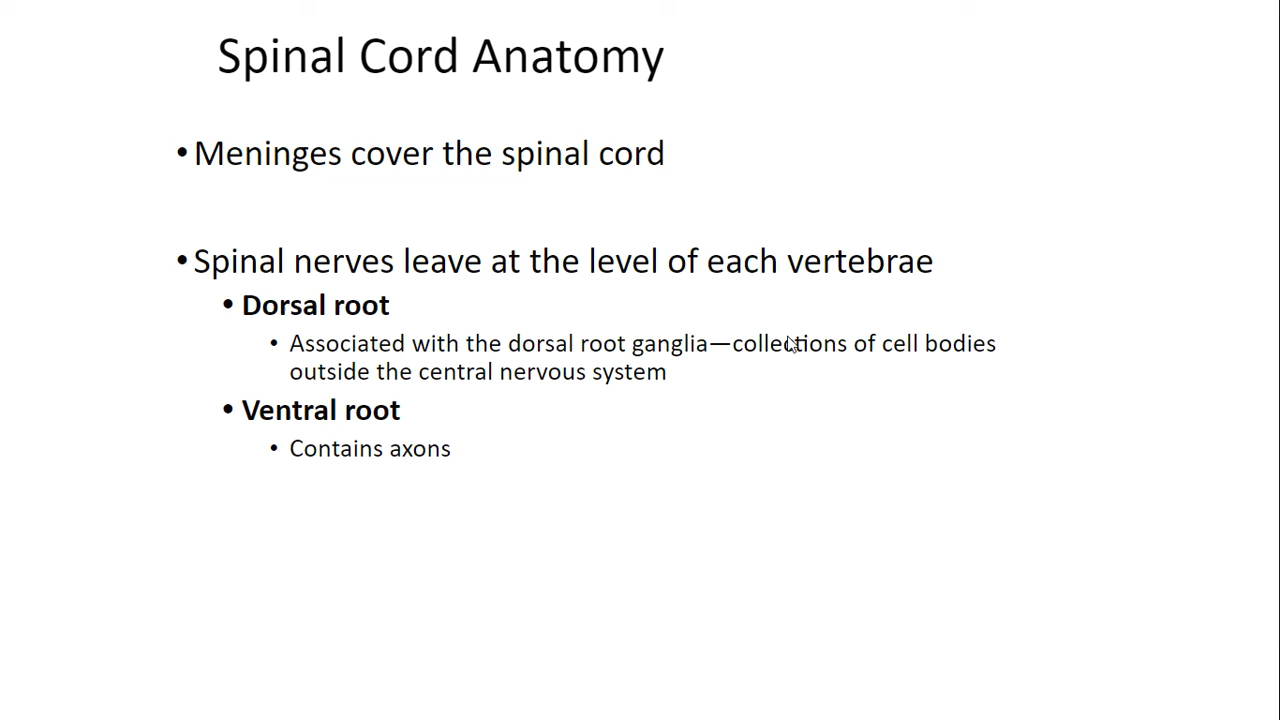 Spinal Cord Anatomy
• Meninges cover the spinal cord
• Spinal nerves leave at the level of each vertebrae
• Dorsal root
• Associated with the dorsal root ganglia—collections of cell bodies
outside the central nervous system
• Ventral root
• Contains axons